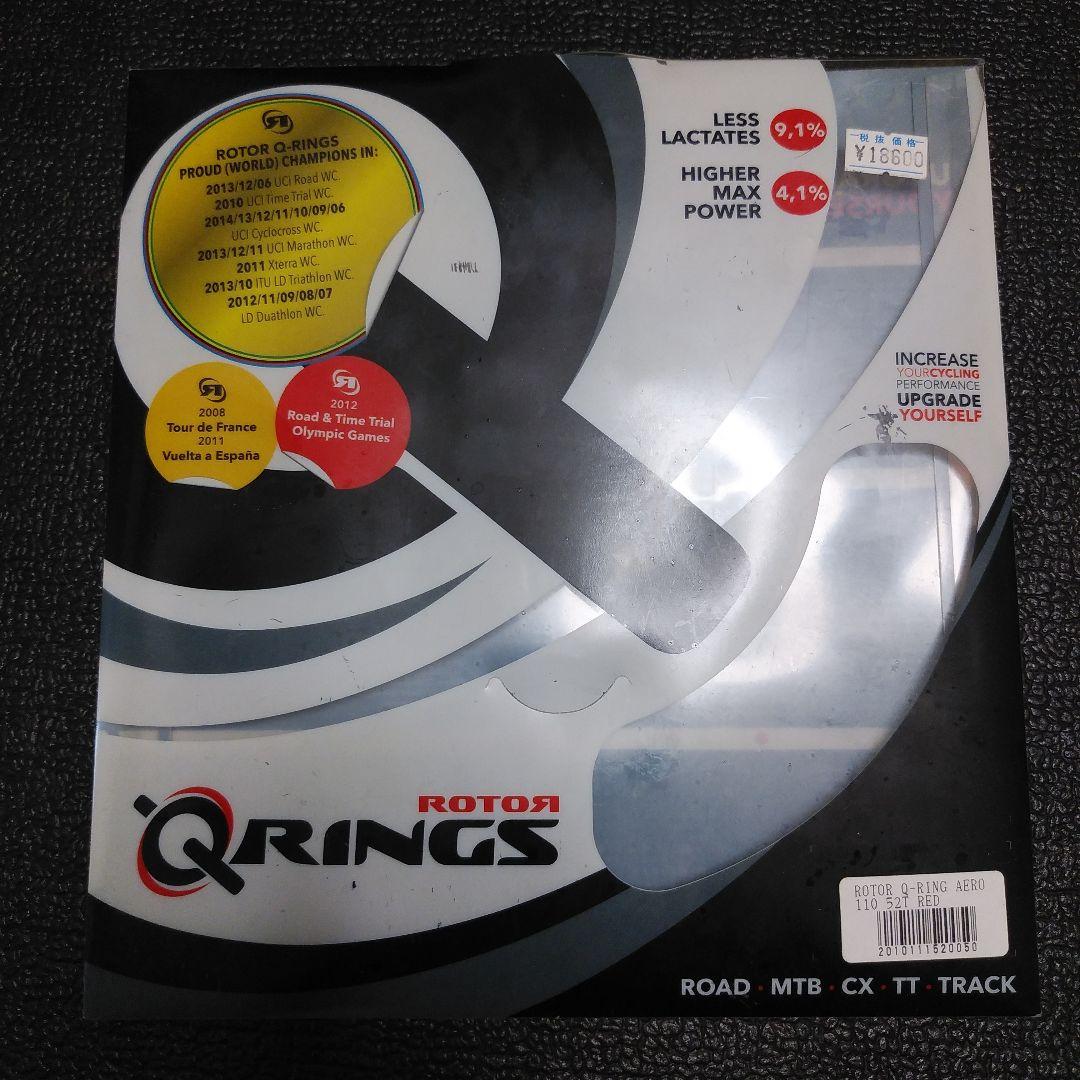 ROTOR Q-RINGS
PROUD (WORLD) CHAMPIONS IN:
2013/12/06 UCI Road WC.
2010 UCI Time Trial WC.
2014/13/12/11/10/09/06
UCI Cyclocross WC.
2013/12/11 UCI Marathon WC.
2011 Xterra WC.
2013/10 ITU LD Triathlon WC.
2012/11/09/08/07
LD Duathlon WC.
2008
Tour de France
2011
Vuelta a España
2012
Road & Time Trial
Olympic Games
LESS
LACTATES
9,1%
HIGHER
MAX
POWER
4,1%
税抜価格
¥18600
INCREASE
YOUR CYCLING
PERFORMANCE
UPGRADE
YOURSELF
ROTOR
QRINGS
ROTOR Q-RING AERO
110 52T RED
2010111520050
ROAD · MTB · CX · TT · TRACK